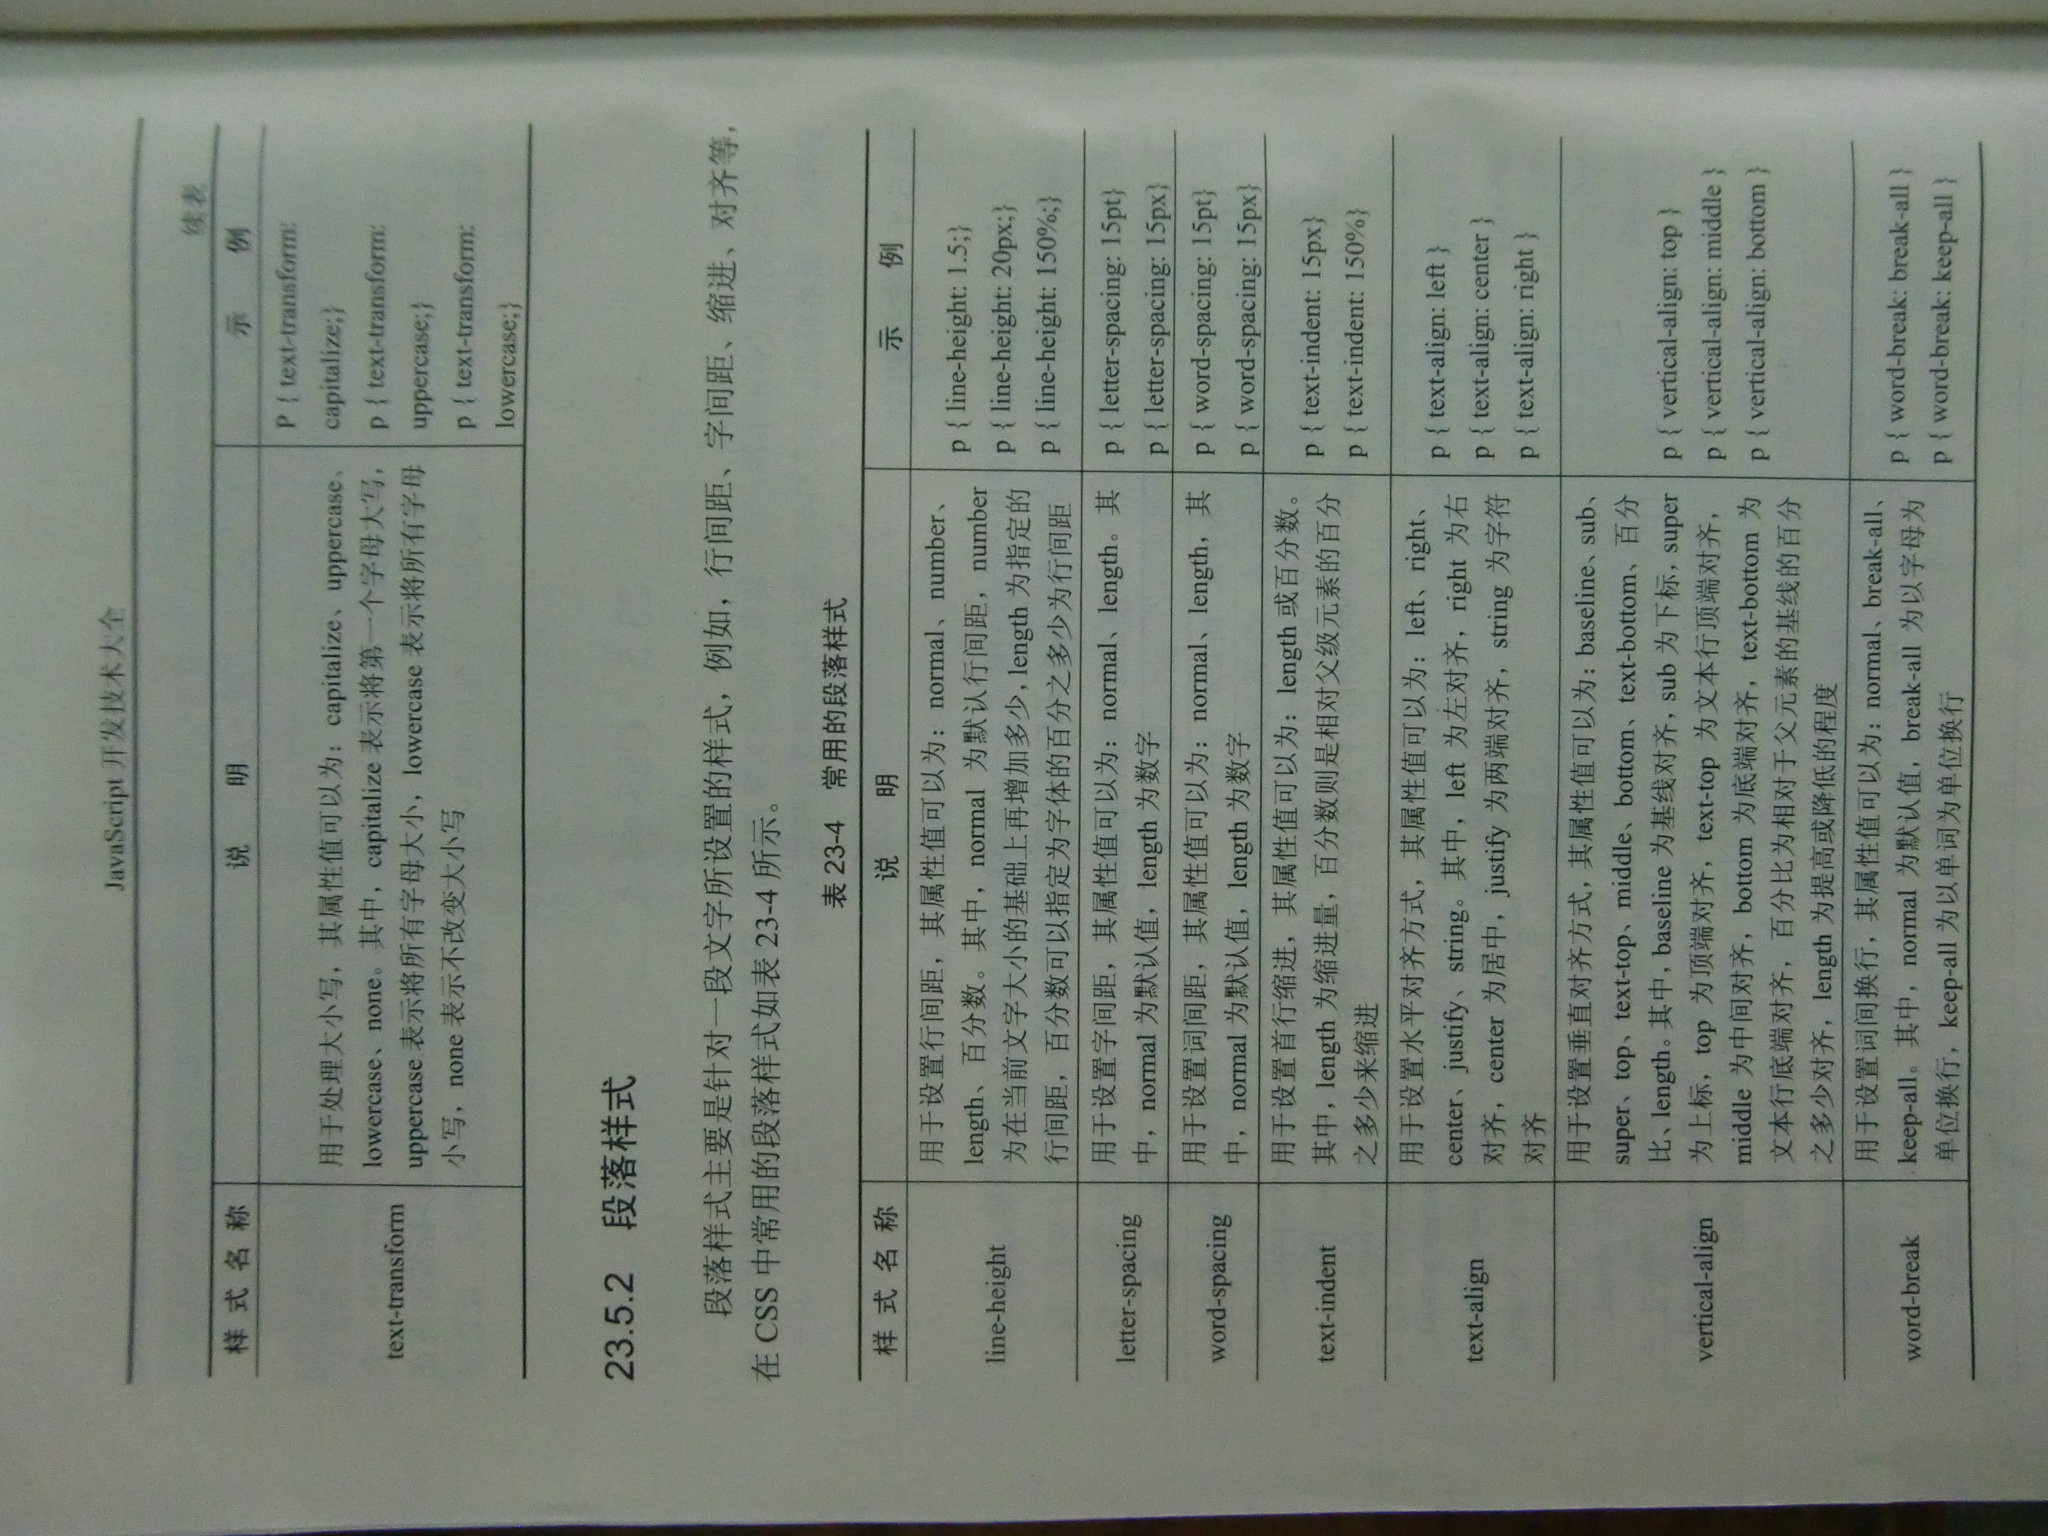 JavaScript 开发技术大全
续表
样 式 名 称 说 明 示 例
text-transform
用于处理大小写，其属性值可以为：capitalize、uppercase、
lowercase、none。其中，capitalize 表示将第一个字母大写，
uppercase 表示将所有字母大小，lowercase 表示将所有字母
小写，none 表示不改变大小写
P { text-transform:
capitalize;}
p { text-transform:
uppercase;}
p { text-transform:
lowercase;}
23.5.2 段落样式
段落样式主要是针对一段文字所设置的样式，例如，行间距、字间距、缩进、对齐等，
在 CSS 中常用的段落样式如表 23-4 所示。
表 23-4 常用的段落样式
样 式 名 称 说 明 示 例
line-height
用于设置行间距，其属性值可以为：normal、number、
length、百分数。其中，normal 为默认行间距，number
为在当前文字大小的基础上再增加多少，length 为指定的
行间距，百分数可以指定为字体的百分之多少为行间距
p { line-height: 1.5;}
p { line-height: 20px;}
p { line-height: 150%;}
letter-spacing
用于设置字间距，其属性值可以为：normal、length。其
中，normal 为默认值，length 为数字
p { letter-spacing: 15pt}
p { letter-spacing: 15px}
word-spacing
用于设置词间距，其属性值可以为：normal、length，其
中，normal 为默认值，length 为数字
p { word-spacing: 15pt}
p { word-spacing: 15px}
text-indent
用于设置首行缩进，其属性值可以为：length 或百分数。
其中，length 为缩进量，百分数则是相对父级元素的百分
之多少来缩进
p { text-indent: 15px}
p { text-indent: 150%}
text-align
用于设置水平对齐方式，其属性值可以为：left、right、
center、justify、string。其中，left 为左对齐，right 为右
对齐，center 为居中，justify 为两端对齐，string 为字符
对齐
p { text-align: left }
p { text-align: center }
p { text-align: right }
vertical-align
用于设置垂直对齐方式，其属性值可以为：baseline、sub、
super、top、text-top、middle、bottom、text-bottom、百分
比、length。其中，baseline 为基线对齐，sub 为下标，super
为上标，top 为顶端对齐，text-top 为文本行顶端对齐，
middle 为中间对齐，bottom 为底端对齐，text-bottom 为
文本行底端对齐，百分比为相对于父元素的基线的百分
之多少对齐，length 为提高或降低的程度
p { vertical-align: top }
p { vertical-align: middle }
p { vertical-align: bottom }
word-break
用于设置词间换行，其属性值可以为：normal、break-all、
keep-all。其中，normal 为默认值，break-all 为以字母为
单位换行，keep-all 为以单词为单位换行
p { word-break: break-all }
p { word-break: keep-all }